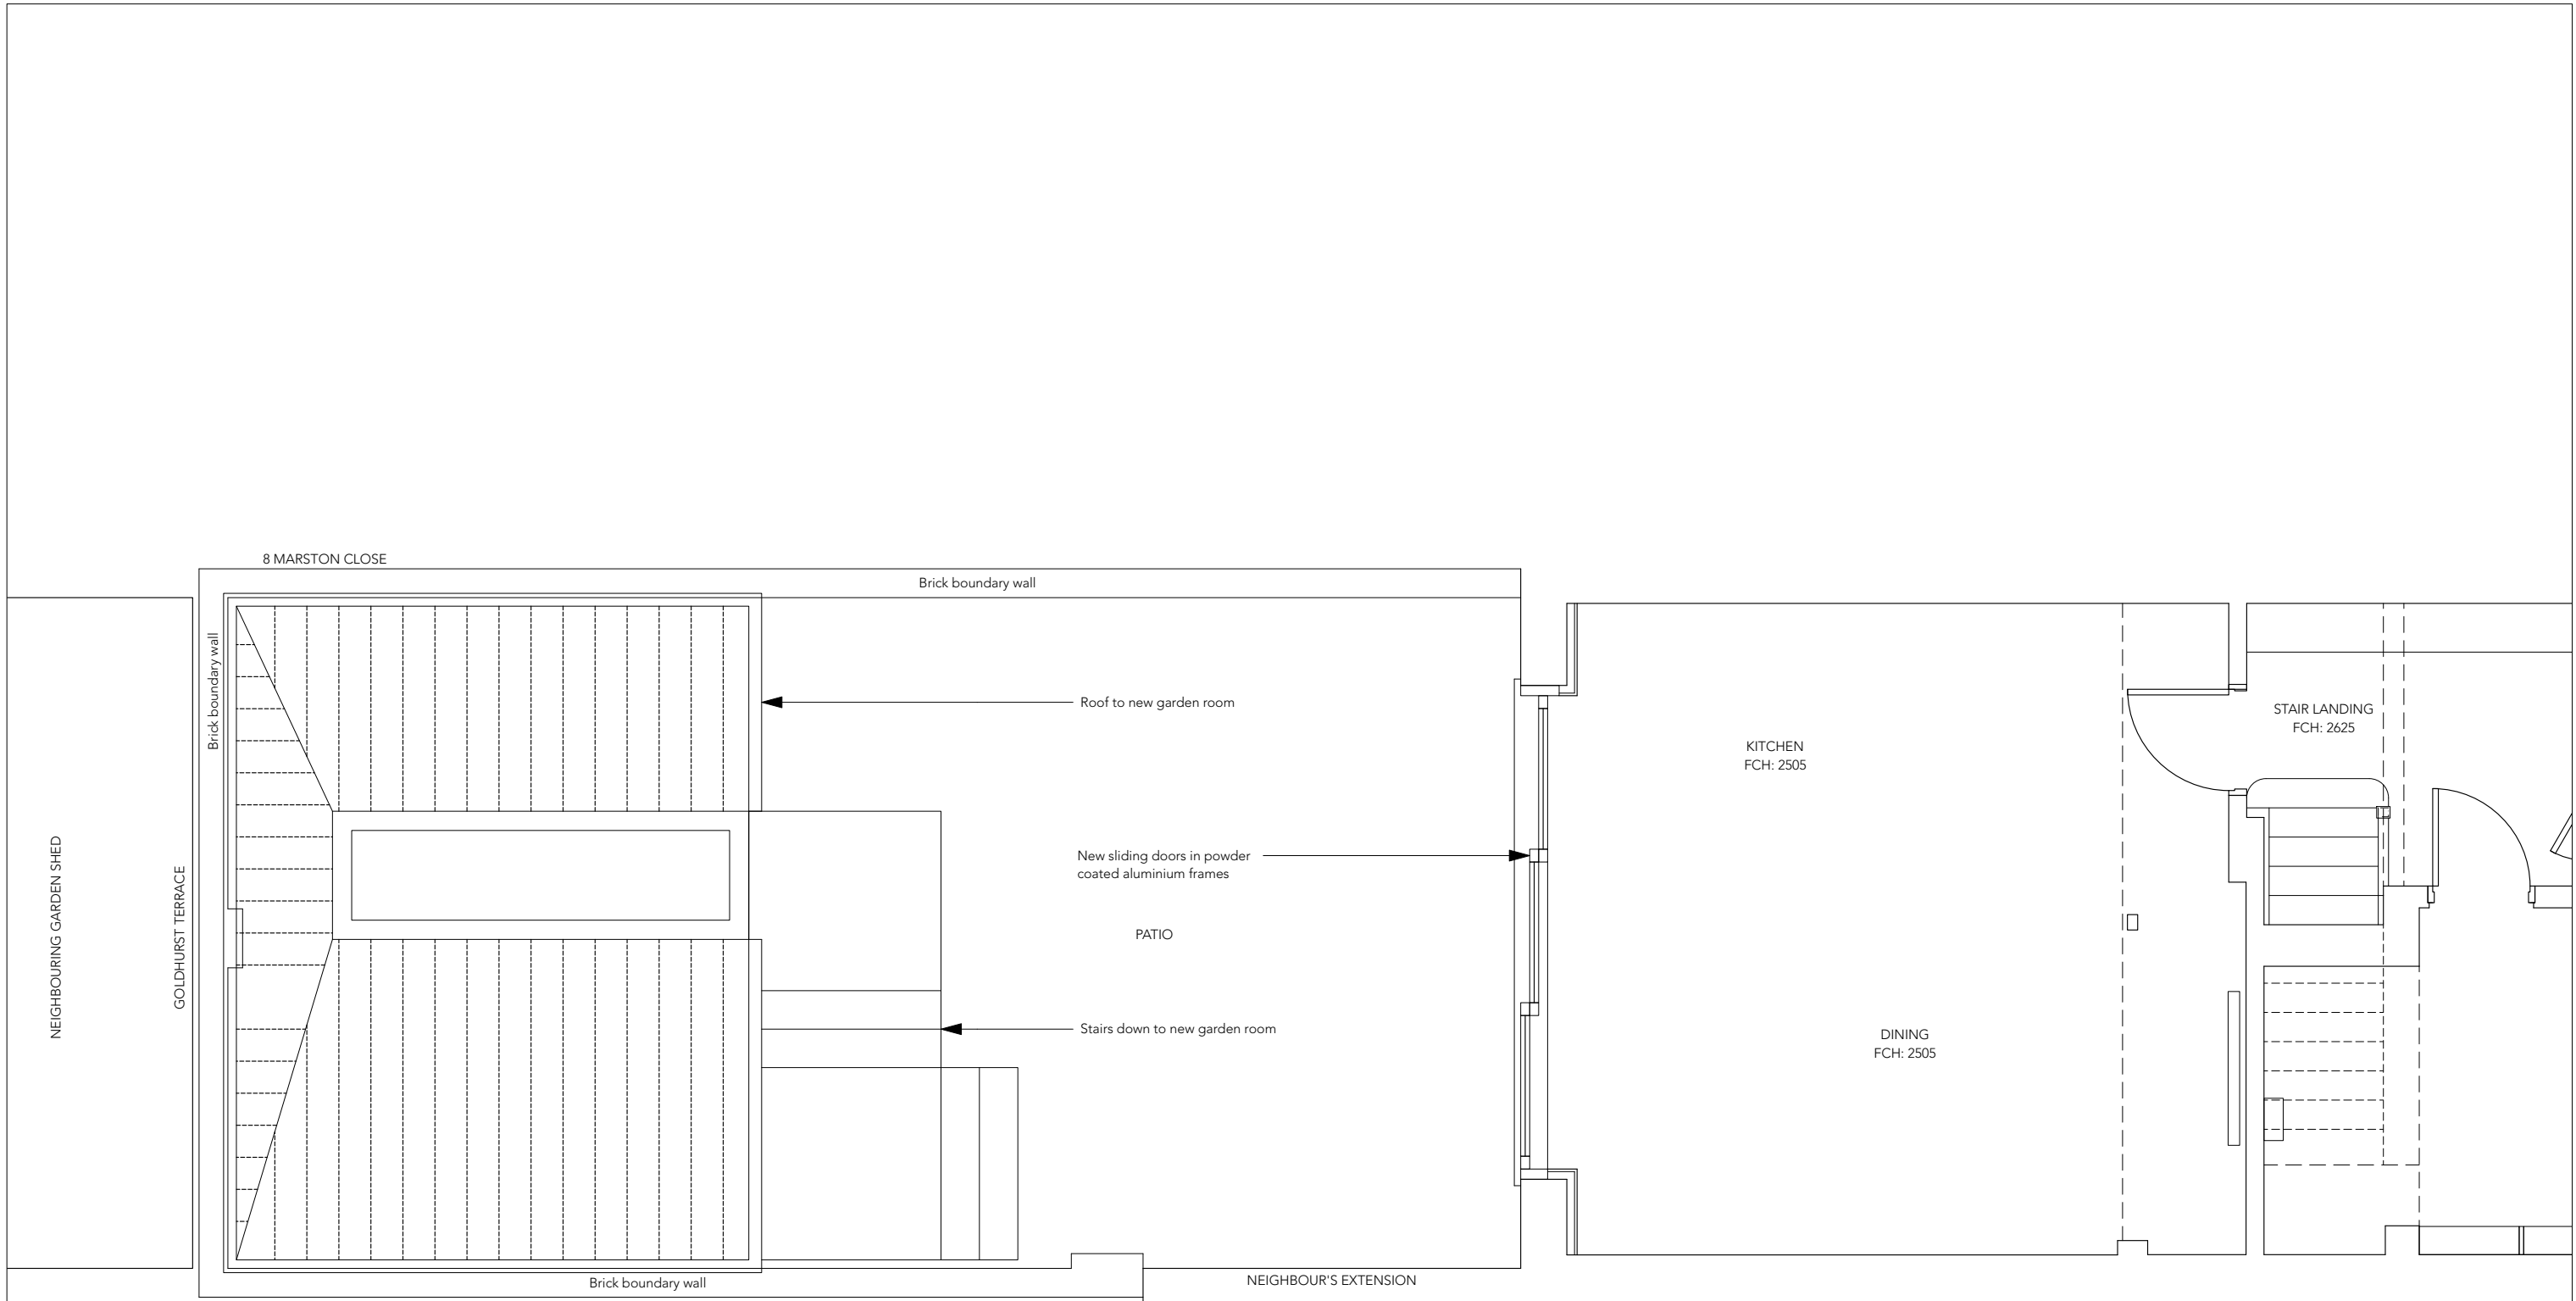 8 MARSTON CLOSE
Brick boundary wall
Brick boundary wall
Roof to new garden room
STAIR LANDING
FCH: 2625
KITCHEN
FCH: 2505
NEIGHBOURING GARDEN SHED
GOLDHURST TERRACE
New sliding doors in powder
coated aluminium frames
PATIO
Stairs down to new garden room
DINING
FCH: 2505
Brick boundary wall
NEIGHBOUR'S EXTENSION